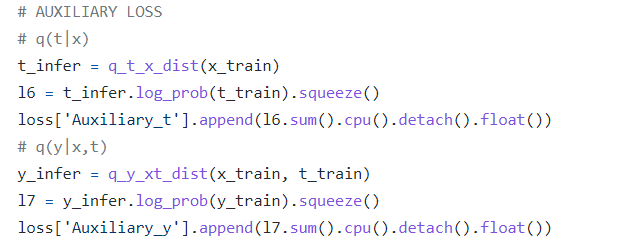 # AUXILIARY LOSS
# q(t|x)
t_infer = q_t_x_dist(x_train)
l6 = t_infer.log_prob(t_train).squeeze()
loss['Auxiliary_t'].append(l6.sum().cpu().detach().float())
# q(y|x,t)
y_infer = q_y_xt_dist(x_train, t_train)
l7 = y_infer.log_prob(y_train).squeeze()
loss['Auxiliary_y'].append(l7.sum().cpu().detach().float())